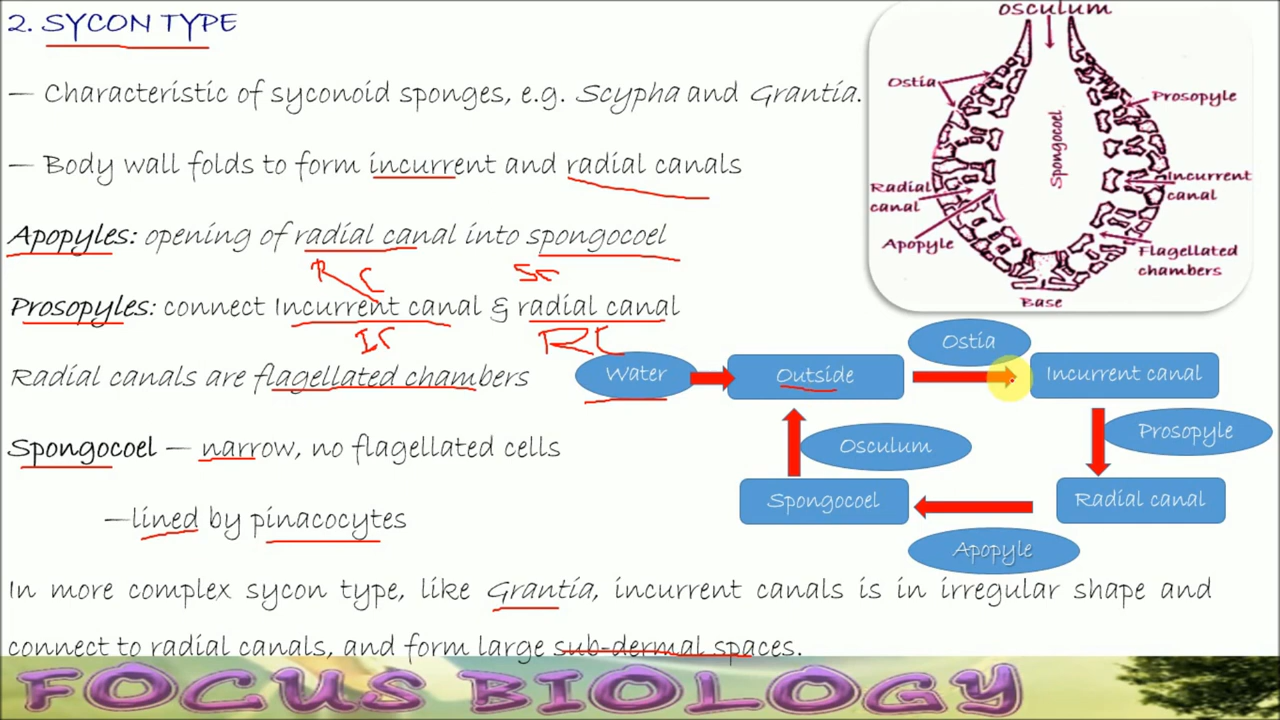 2. SYCON TYPE
— Characteristic of syconoid sponges, e.g. Scypha and Grantia.
— Body wall folds to form incurrent and radial canals
Apopyles: opening of radial canal into spongocoel
RC
Prosopyles: connect Incurrent canal & radial canal
IC RC
Radial canals are flagellated chambers
Spongocoel — narrow, no flagellated cells
—lined by pinacocytes
In more complex sycon type, like Grantia, incurrent canals is in irregular shape and
connect to radial canals, and form large sub-dermal spaces.
osculum
Ostia
Prosopyle
Spongocoel
Radial
canal
Incurrent
canal
Apopyle
Flagellated
chambers
Base
Ostia
Water
Outside
Incurrent canal
Osculum
Prosopyle
Spongocoel
Radial canal
Apopyle
FOCUS BIOLOGY